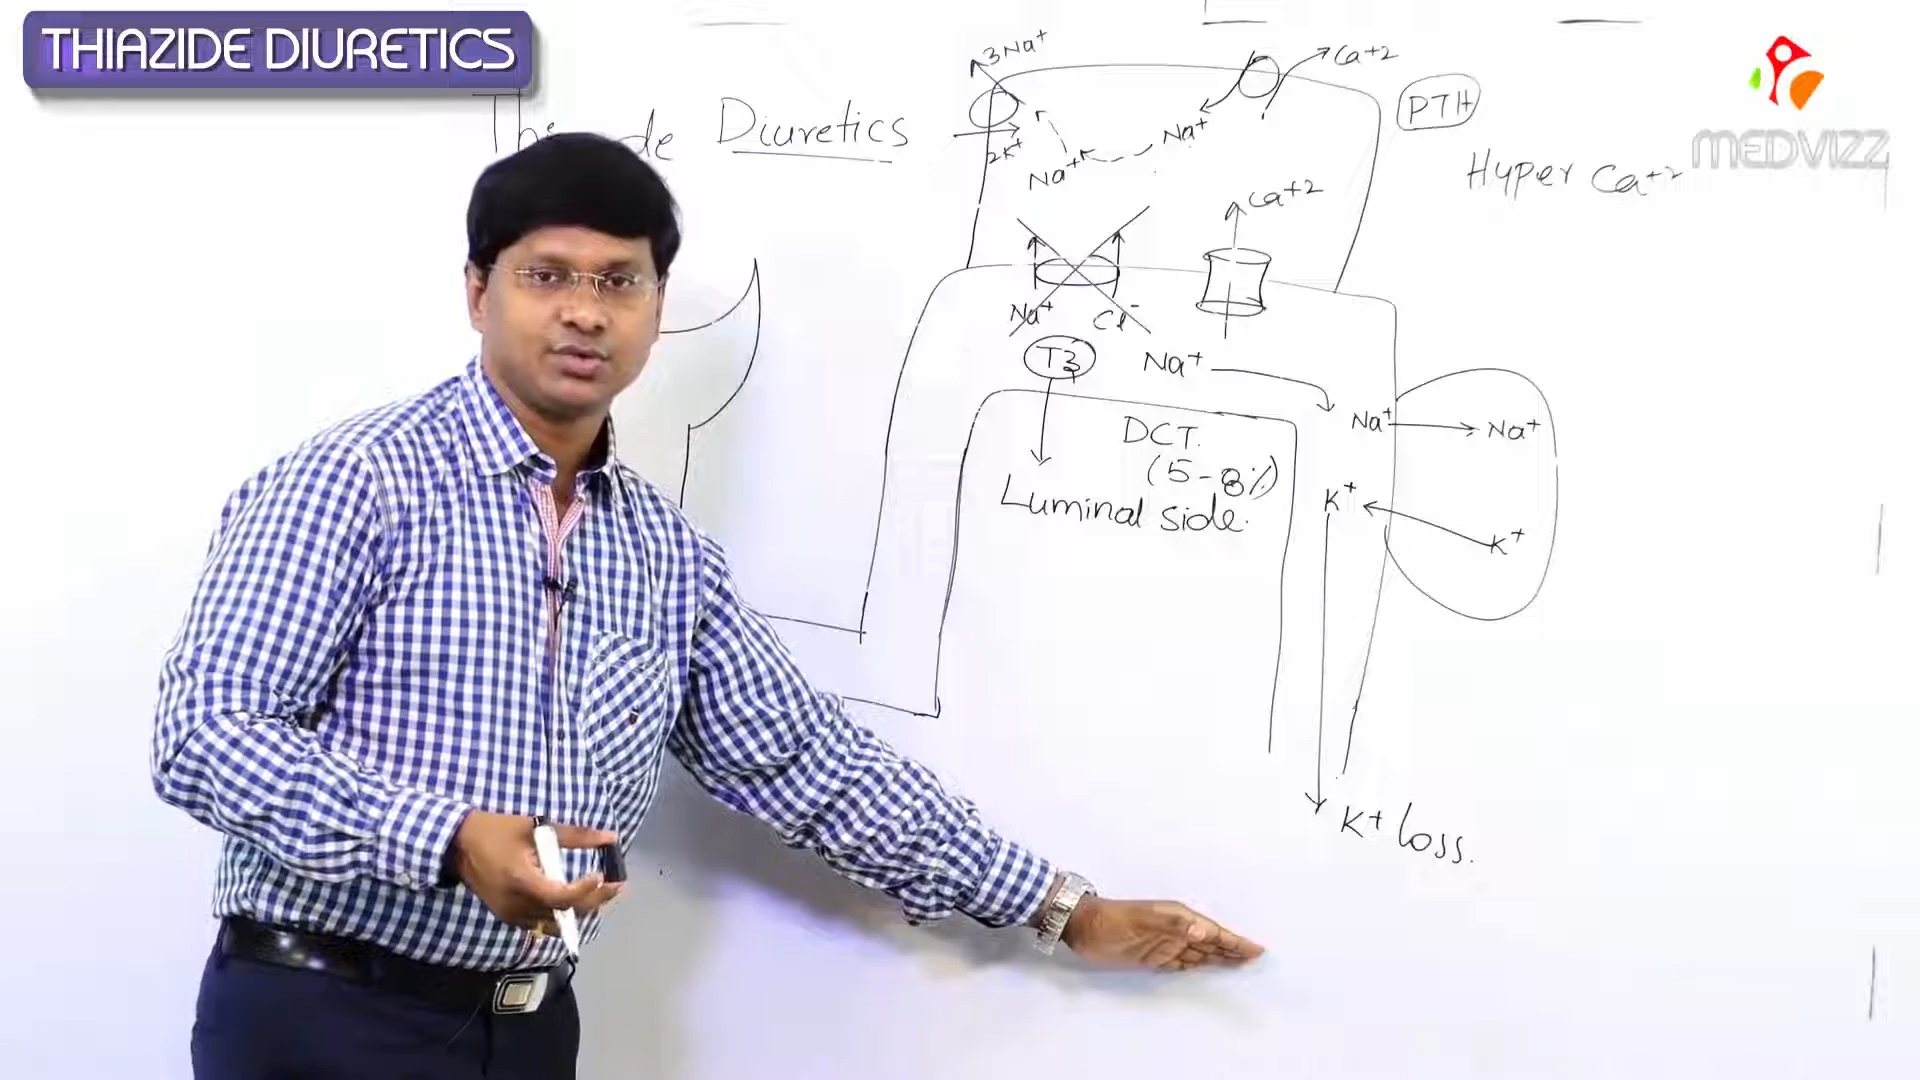 THIAZIDE DIURETICS
MEDVIZZ
Diuretics
3Na+
2K+
Na+
Na+
Ca+2
PTH
Hyper Ca+2
Ca+2
Na+
Cl-
Na+
DCT.
(5-8%)
Luminal side.
Na+
Na+
K+
K+
K+ loss.